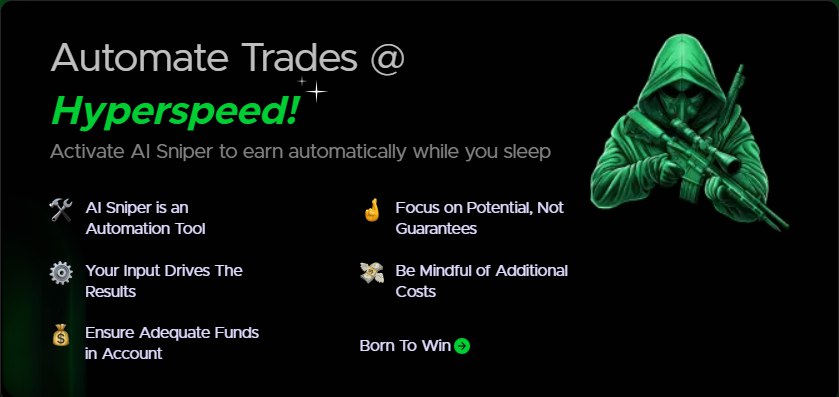 Automate Trades @
Hyperspeed!
Activate AI Sniper to earn automatically while you sleep
AI Sniper is an
Automation Tool
Focus on Potential, Not
Guarantees
Your Input Drives The
Results
Be Mindful of Additional
Costs
Ensure Adequate Funds
in Account
Born To Win